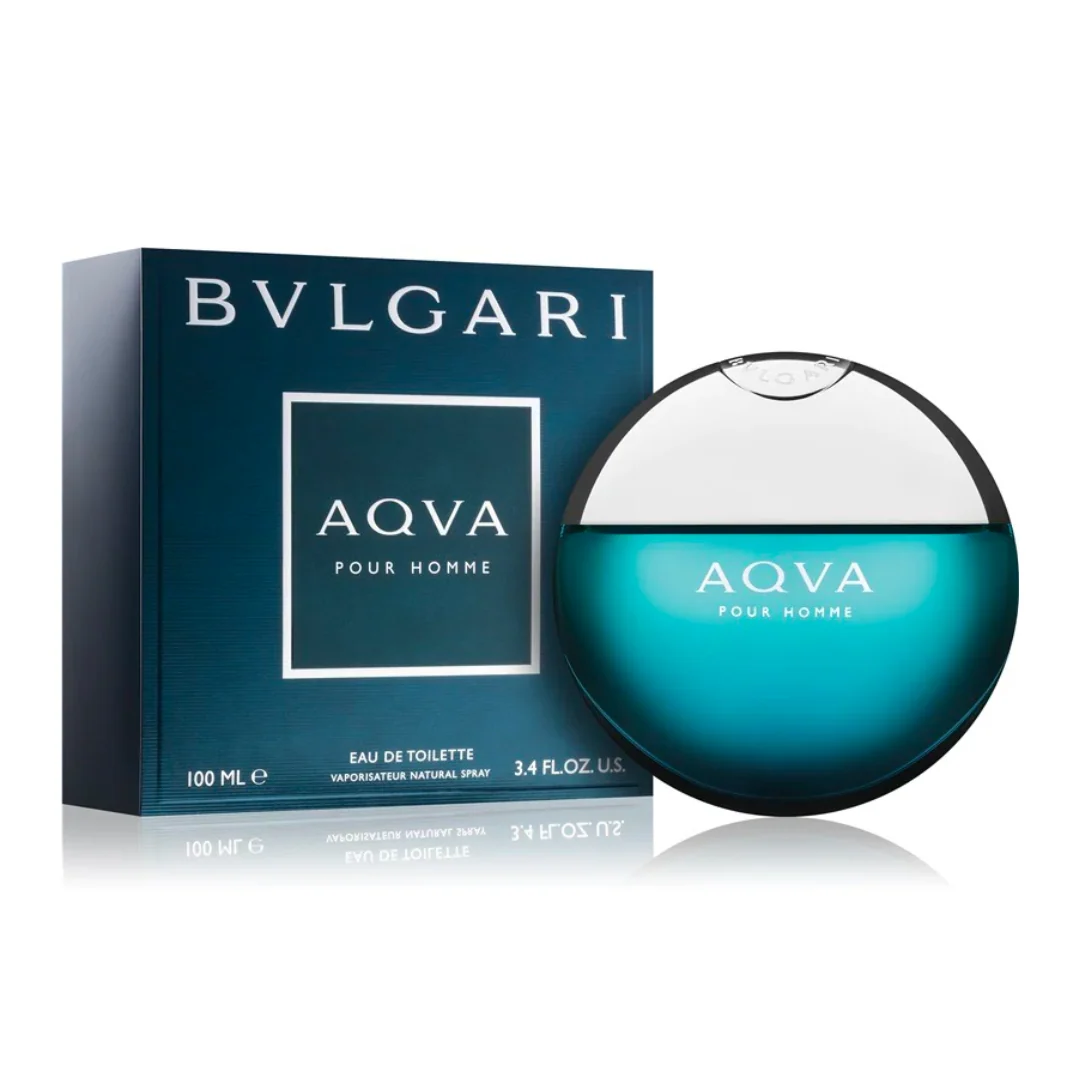 BVLGARI
AQVA
POUR HOMME
100 ML ℮
EAU DE TOILETTE
VAPORISATEUR NATURAL SPRAY
3.4 FL.OZ. U.S.
BVLGARI
AQVA
POUR HOMME